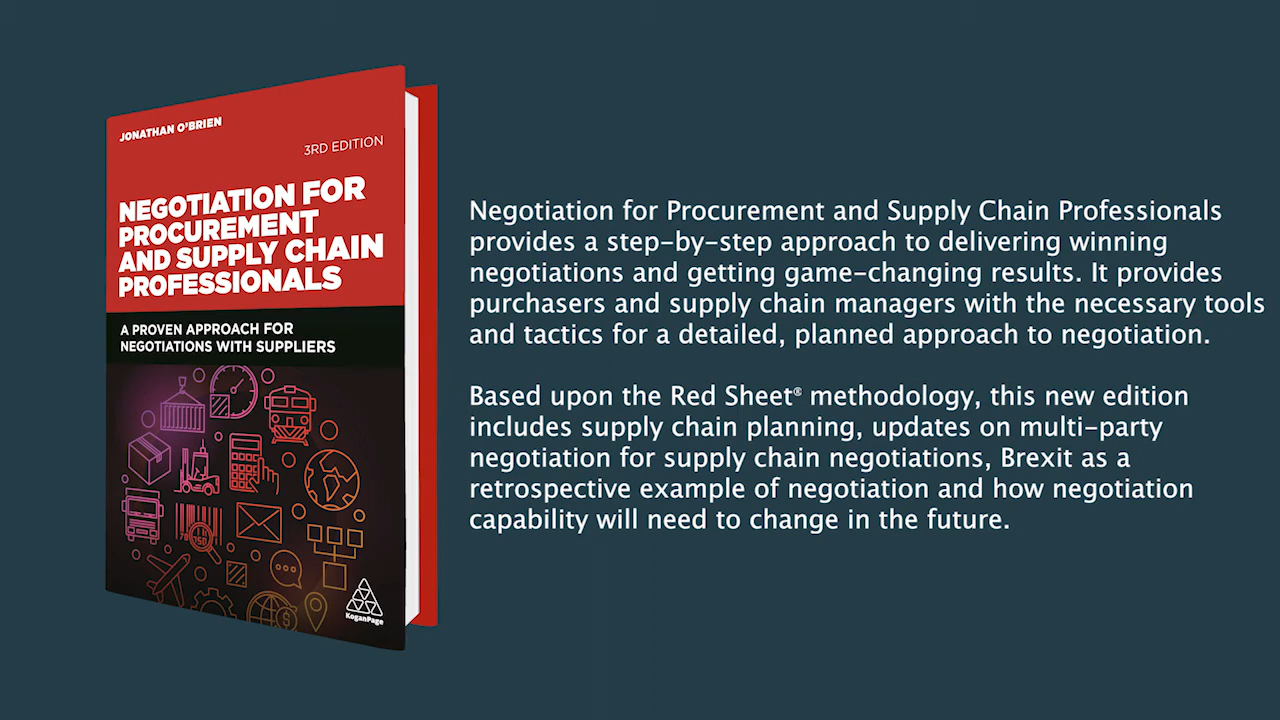 JONATHAN O'BRIEN
3RD EDITION
NEGOTIATION FOR
PROCUREMENT
AND SUPPLY CHAIN
PROFESSIONALS
A PROVEN APPROACH FOR
NEGOTIATIONS WITH SUPPLIERS
KoganPage
Negotiation for Procurement and Supply Chain Professionals
provides a step-by-step approach to delivering winning
negotiations and getting game-changing results. It provides
purchasers and supply chain managers with the necessary tools
and tactics for a detailed, planned approach to negotiation.
Based upon the Red Sheet® methodology, this new edition
includes supply chain planning, updates on multi-party
negotiation for supply chain negotiations, Brexit as a
retrospective example of negotiation and how negotiation
capability will need to change in the future.